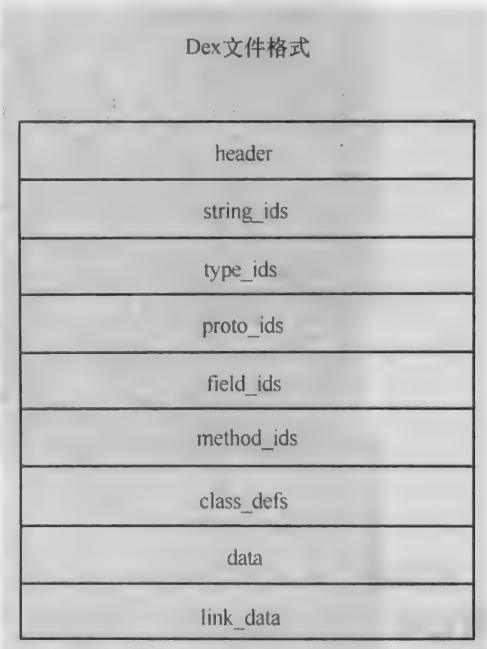 Dex文件格式
header
string_ids
type_ids
proto_ids
field_ids
method_ids
class_defs
data
link_data